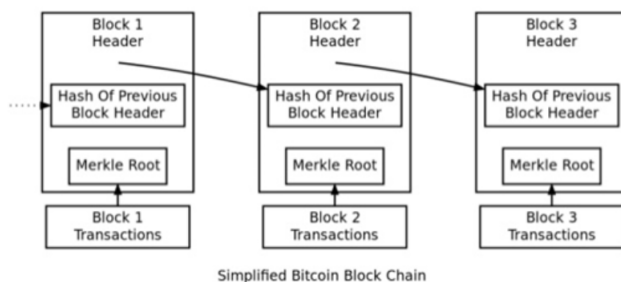 Block 1
Header
Block 2
Header
Block 3
Header
Hash Of Previous
Block Header
Hash Of Previous
Block Header
Hash Of Previous
Block Header
Merkle Root
Merkle Root
Merkle Root
Block 1
Transactions
Block 2
Transactions
Block 3
Transactions
Simplified Bitcoin Block Chain